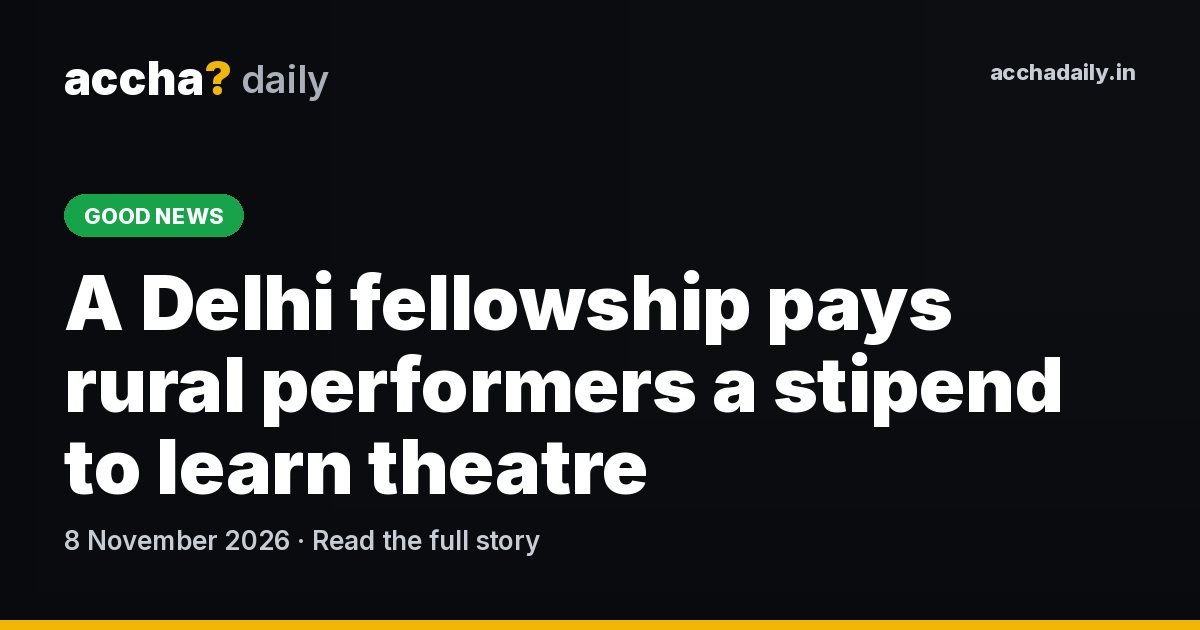 accha? daily
acchadaily.in
GOOD NEWS
A Delhi fellowship pays
rural performers a stipend
to learn theatre
8 November 2026 · Read the full story